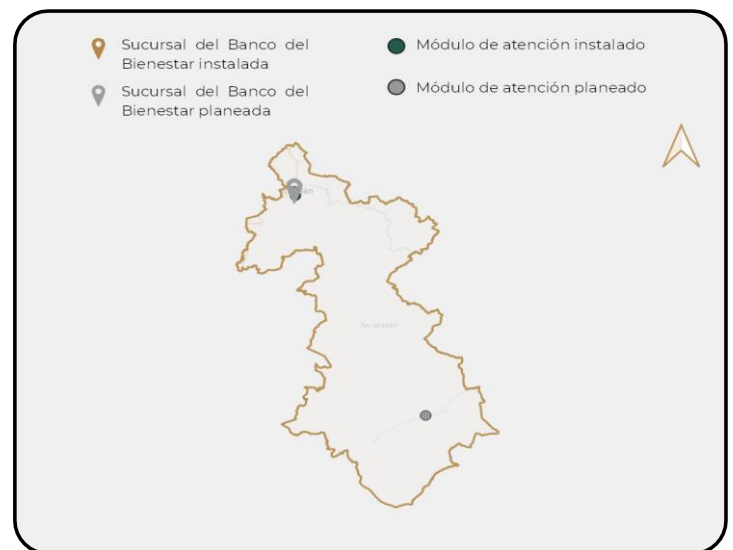 Sucursal del Banco del
Bienestar instalada
Sucursal del Banco del
Bienestar planeada
Módulo de atención instalado
Módulo de atención planeado